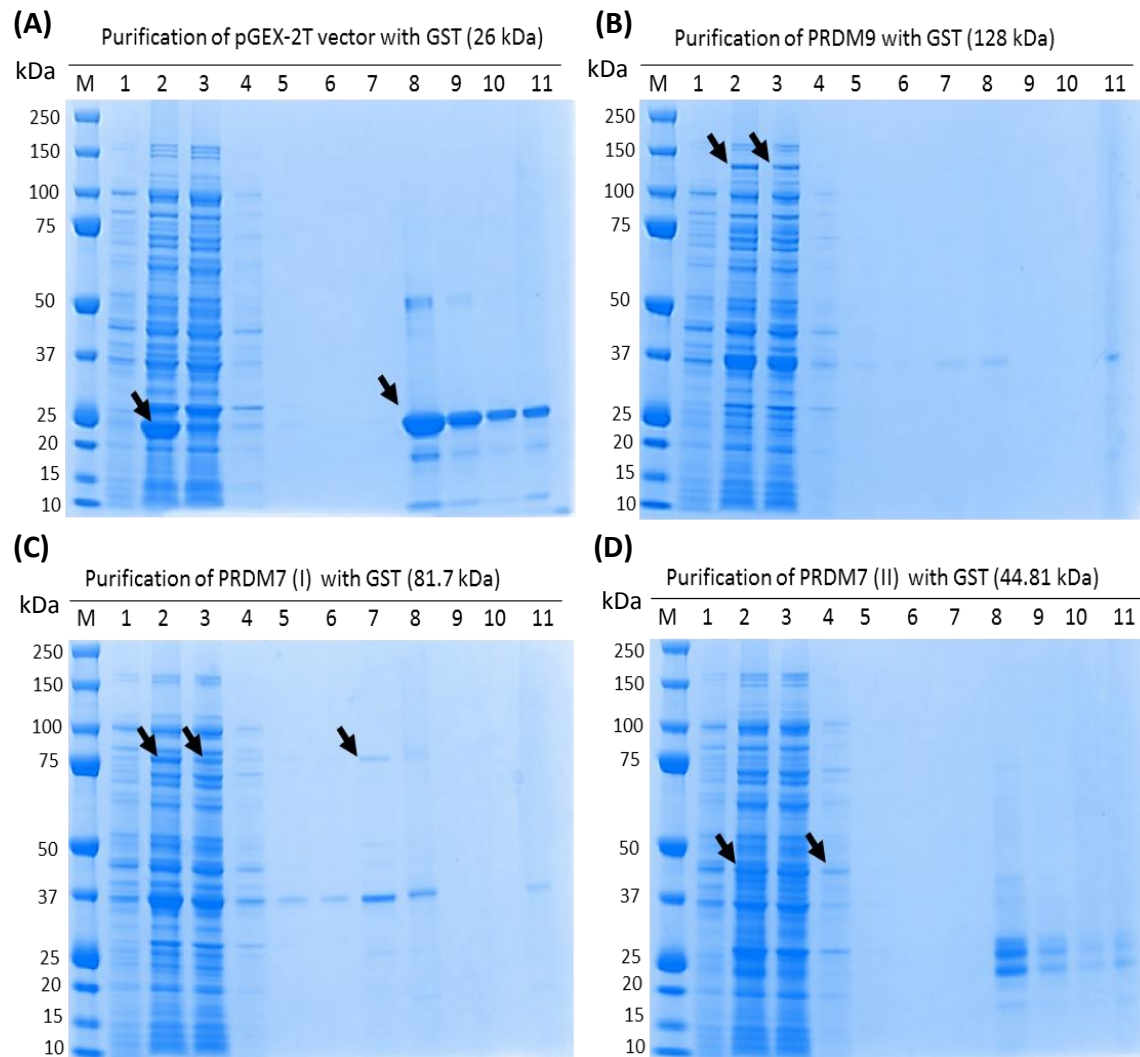 (A)
Purification of pGEX-2T vector with GST (26 kDa)
kDa
M 1 2 3 4 5 6 7 8 9 10 11
250
150
100
75
50
37
25
20
15
10
(B)
Purification of PRDM9 with GST (128 kDa)
kDa
M 1 2 3 4 5 6 7 8 9 10 11
250
150
100
75
50
37
25
20
15
10
(C)
Purification of PRDM7 (I) with GST (81.7 kDa)
kDa
M 1 2 3 4 5 6 7 8 9 10 11
250
150
100
75
50
37
25
20
15
10
(D)
Purification of PRDM7 (II) with GST (44.81 kDa)
kDa
M 1 2 3 4 5 6 7 8 9 10 11
250
150
100
75
50
37
25
20
15
10